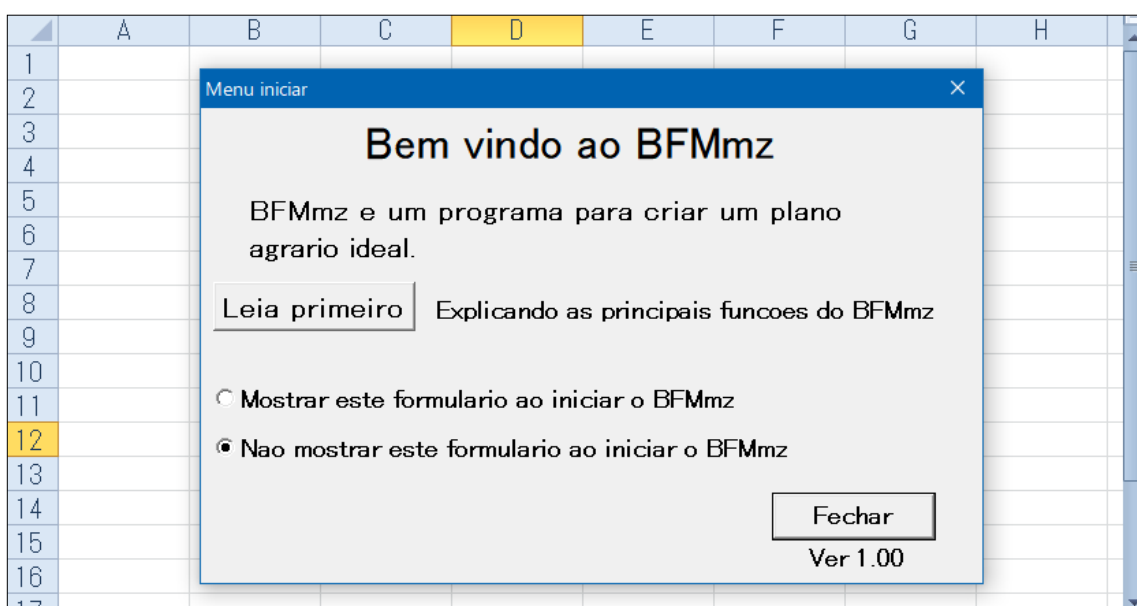 A B C D E F G H
1
2
3
4
5
6
7
8
9
10
11
12
13
14
15
16
17
Menu iniciar
Bem vindo ao BFMmz
BFMmz e um programa para criar um plano
agrario ideal.
Leia primeiro Explicando as principais funcoes do BFMmz
Mostrar este formulario ao iniciar o BFMmz
Nao mostrar este formulario ao iniciar o BFMmz
Fechar
Ver 1.00